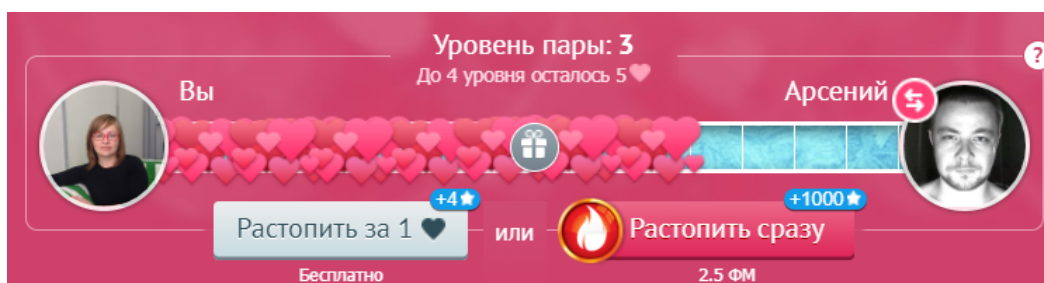 Уровень пары: 3
До 4 уровня осталось 5
?
Вы
Арсений
+4
+1000
Растопить за 1
или
Растопить сразу
Бесплатно
2.5 ФМ